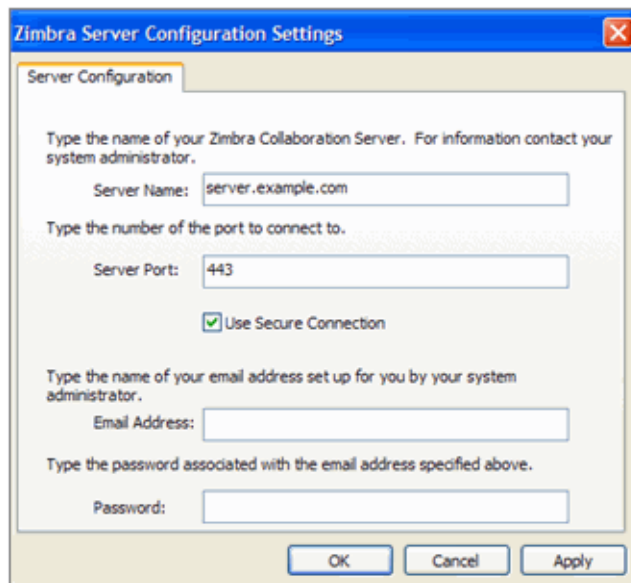 Zimbra Server Configuration Settings
Server Configuration
Type the name of your Zimbra Collaboration Server. For information contact your
system administrator.
Server Name: server.example.com
Type the number of the port to connect to.
Server Port: 443
Use Secure Connection
Type the name of your email address set up for you by your system
administrator.
Email Address:
Type the password associated with the email address specified above.
Password:
OK Cancel Apply